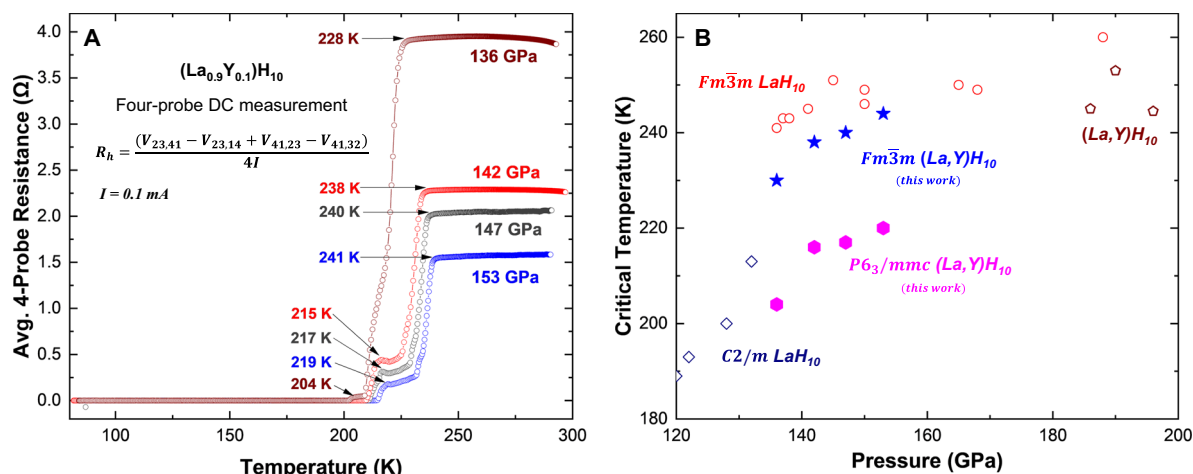 A
(La0.9Y0.1)H10
Four-probe DC measurement
Rh = (V23,41 − V23,14 + V41,23 − V41,32) / 4I
I = 0.1 mA
228 K
136 GPa
142 GPa
238 K
240 K
147 GPa
241 K
153 GPa
215 K
217 K
219 K
204 K
4.0
3.5
3.0
2.5
2.0
1.5
1.0
0.5
0.0
100
150
200
250
300
Avg. 4-Probe Resistance (Ω)
Temperature (K)
B
Fm3̅m LaH10
(La,Y)H10
Fm3̅m (La,Y)H10
(this work)
P63/mmc (La,Y)H10
(this work)
C2/m LaH10
260
240
220
200
180
120
140
160
180
200
Critical Temperature (K)
Pressure (GPa)